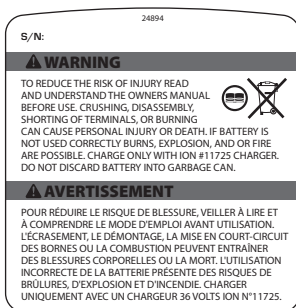 24894
S/N:
WARNING
TO REDUCE THE RISK OF INJURY READ
AND UNDERSTAND THE OWNERS MANUAL
BEFORE USE. CRUSHING, DISASSEMBLY,
SHORTING OF TERMINALS, OR BURNING
CAN CAUSE PERSONAL INJURY OR DEATH. IF BATTERY IS
NOT USED CORRECTLY BURNS, EXPLOSION, AND OR FIRE
ARE POSSIBLE. CHARGE ONLY WITH ION #11725 CHARGER.
DO NOT DISCARD BATTERY INTO GARBAGE CAN.
AVERTISSEMENT
POUR RÉDUIRE LE RISQUE DE BLESSURE, VEILLER À LIRE ET
À COMPRENDRE LE MODE D'EMPLOI AVANT UTILISATION.
L'ÉCRASEMENT, LE DÉMONTAGE, LA MISE EN COURT-CIRCUIT
DES BORNES OU LA COMBUSTION PEUVENT ENTRAÎNER
DES BLESSURES CORPORELLES OU LA MORT. L'UTILISATION
INCORRECTE DE LA BATTERIE PRÉSENTE DES RISQUES DE
BRÛLURES, D'EXPLOSION ET D'INCENDIE. CHARGER
UNIQUEMENT AVEC UN CHARGEUR 36 VOLTS ION N°11725.